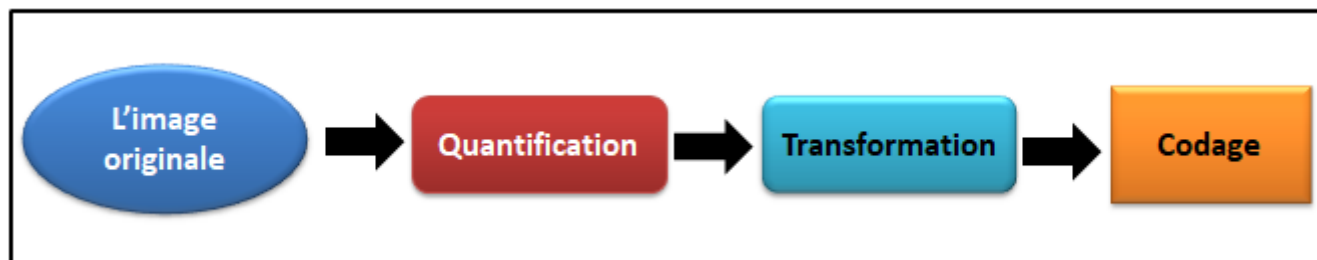 L’image
originale
Quantification
Transformation
Codage